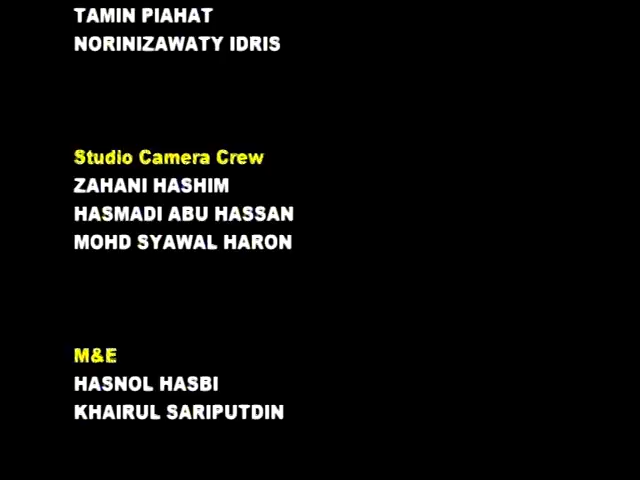 TAMIN PIAHAT
NORINIZAWATY IDRIS
Studio Camera Crew
ZAHANI HASHIM
HASMADI ABU HASSAN
MOHD SYAWAL HARON
M&E
HASNOL HASBI
KHAIRUL SARIPUTDIN